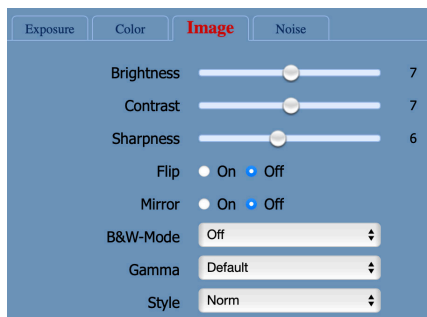 Exposure Color Image Noise
Brightness 7
Contrast 7
Sharpness 6
Flip On Off
Mirror On Off
B&W-Mode Off
Gamma Default
Style Norm